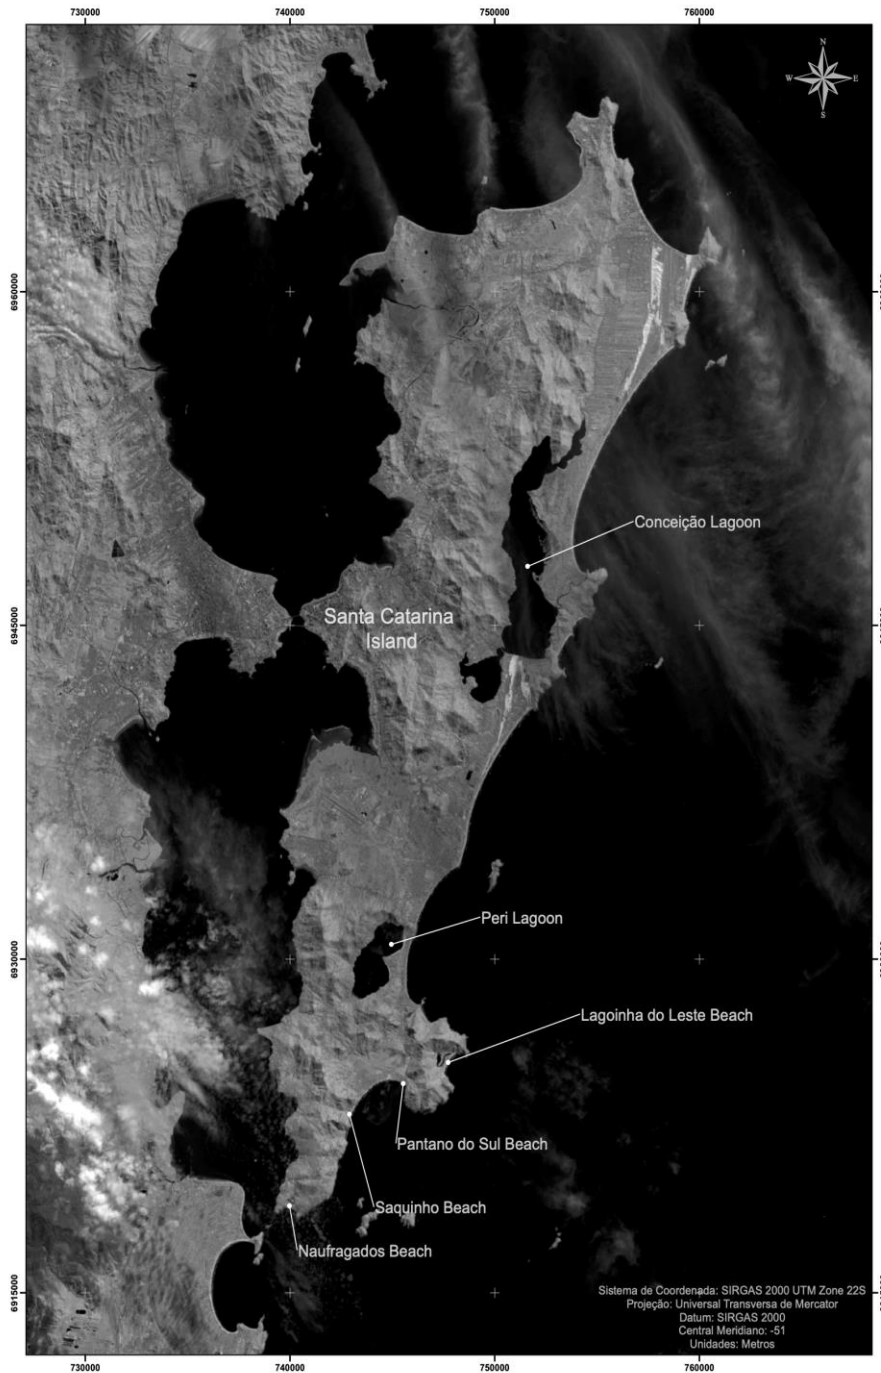 730000 740000 750000 760000
N
W E
S
6960000
Conceição Lagoon
Santa Catarina
Island
6945000
Peri Lagoon
6930000
Lagoinha do Leste Beach
Pantano do Sul Beach
Saquinho Beach
Naufragados Beach
Sistema de Coordenada: SIRGAS 2000 UTM Zone 22S
Projeção: Universal Transversa de Mercator
Datum: SIRGAS 2000
Central Meridiano: -51
Unidades: Metros
6915000
730000 740000 750000 760000